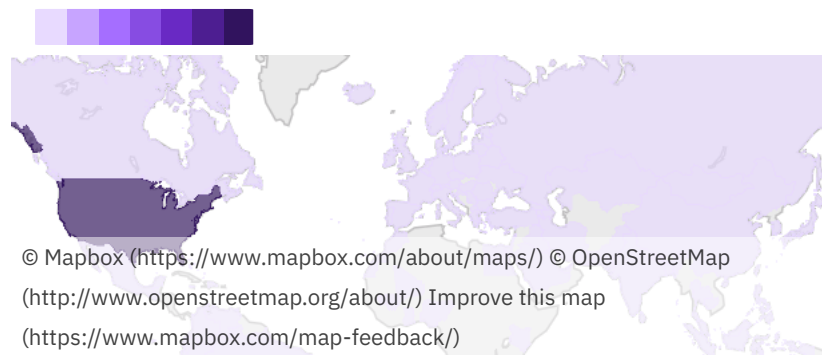 © Mapbox (https://www.mapbox.com/about/maps/) © OpenStreetMap
(http://www.openstreetmap.org/about/) Improve this map
(https://www.mapbox.com/map-feedback/)